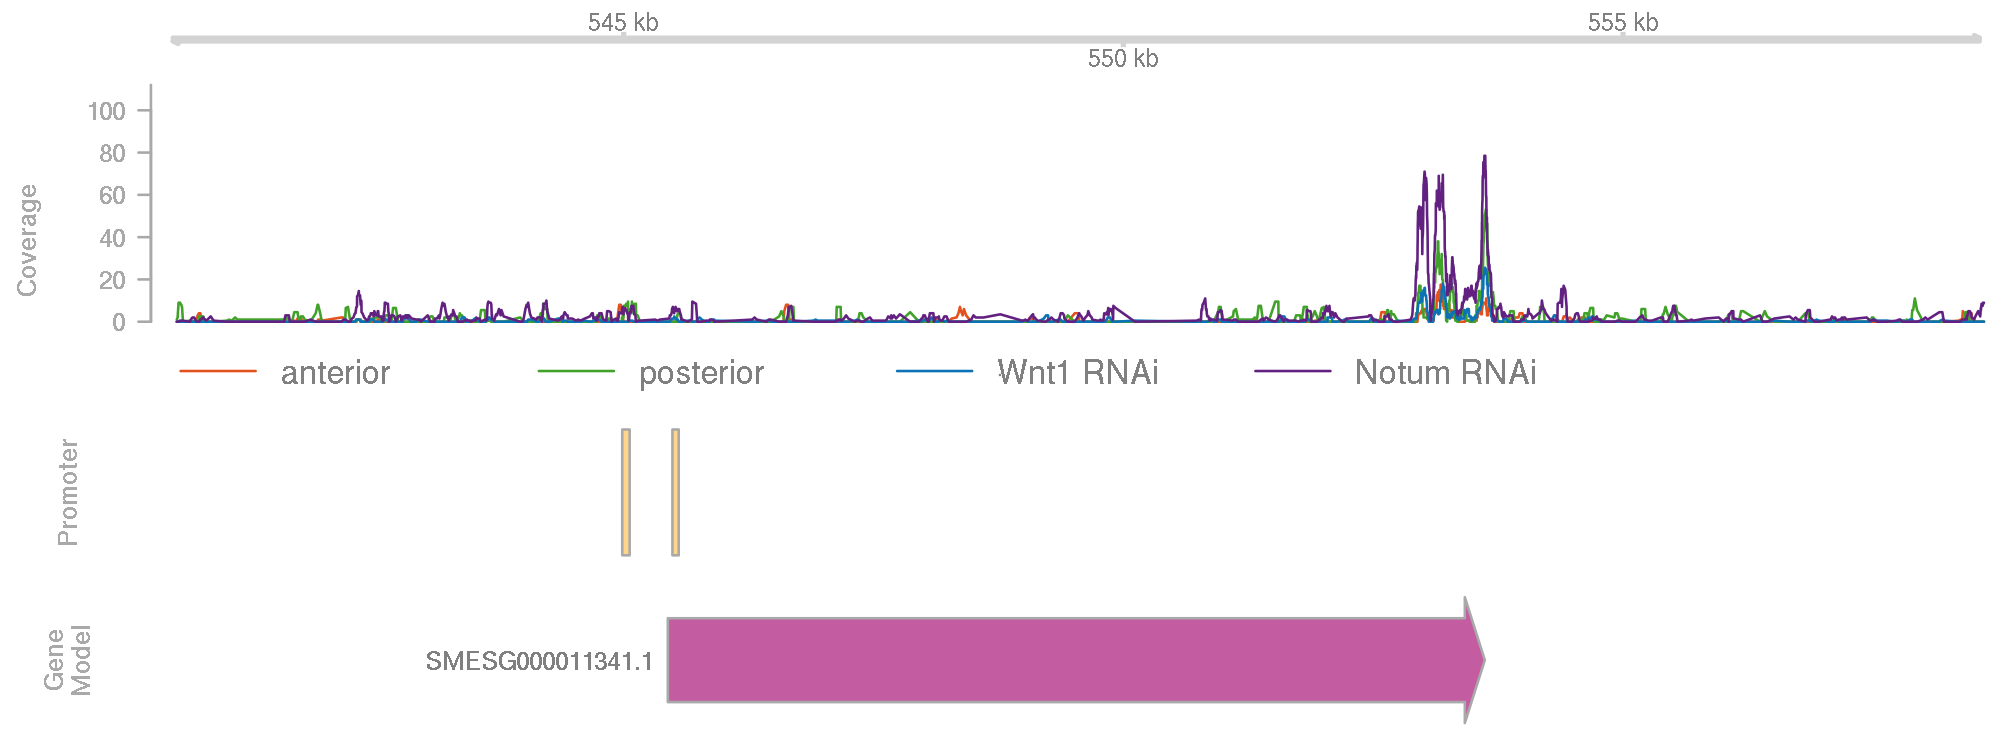 545 kb
555 kb
550 kb
100
80
60
40
20
0
Coverage
anterior
posterior
Wnt1 RNAi
Notum RNAi
Promoter
Gene
Model
SMESG000011341.1